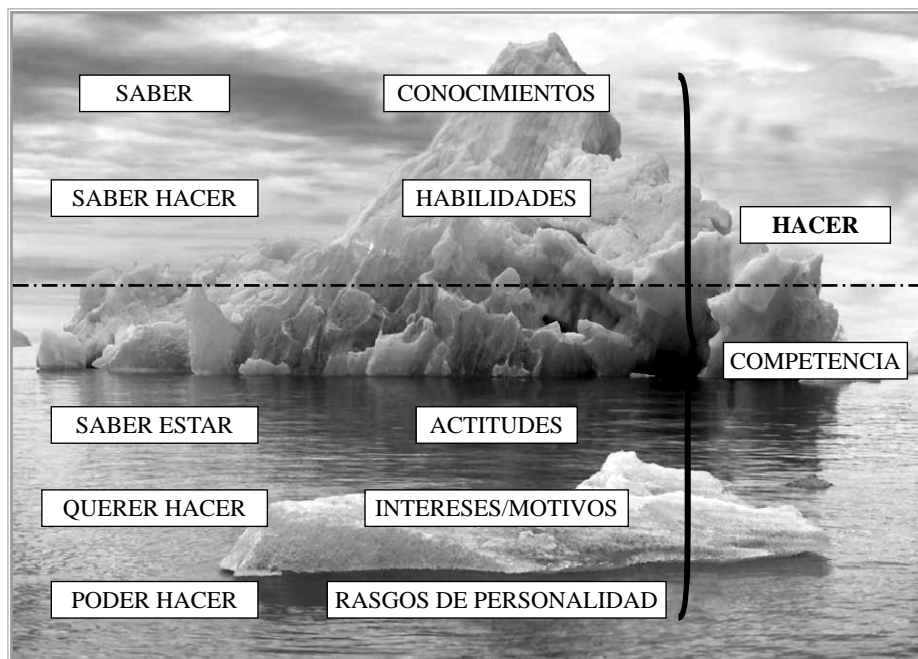 SABER
CONOCIMIENTOS
SABER HACER
HABILIDADES
HACER
COMPETENCIA
SABER ESTAR
ACTITUDES
QUERER HACER
INTERESES/MOTIVOS
PODER HACER
RASGOS DE PERSONALIDAD